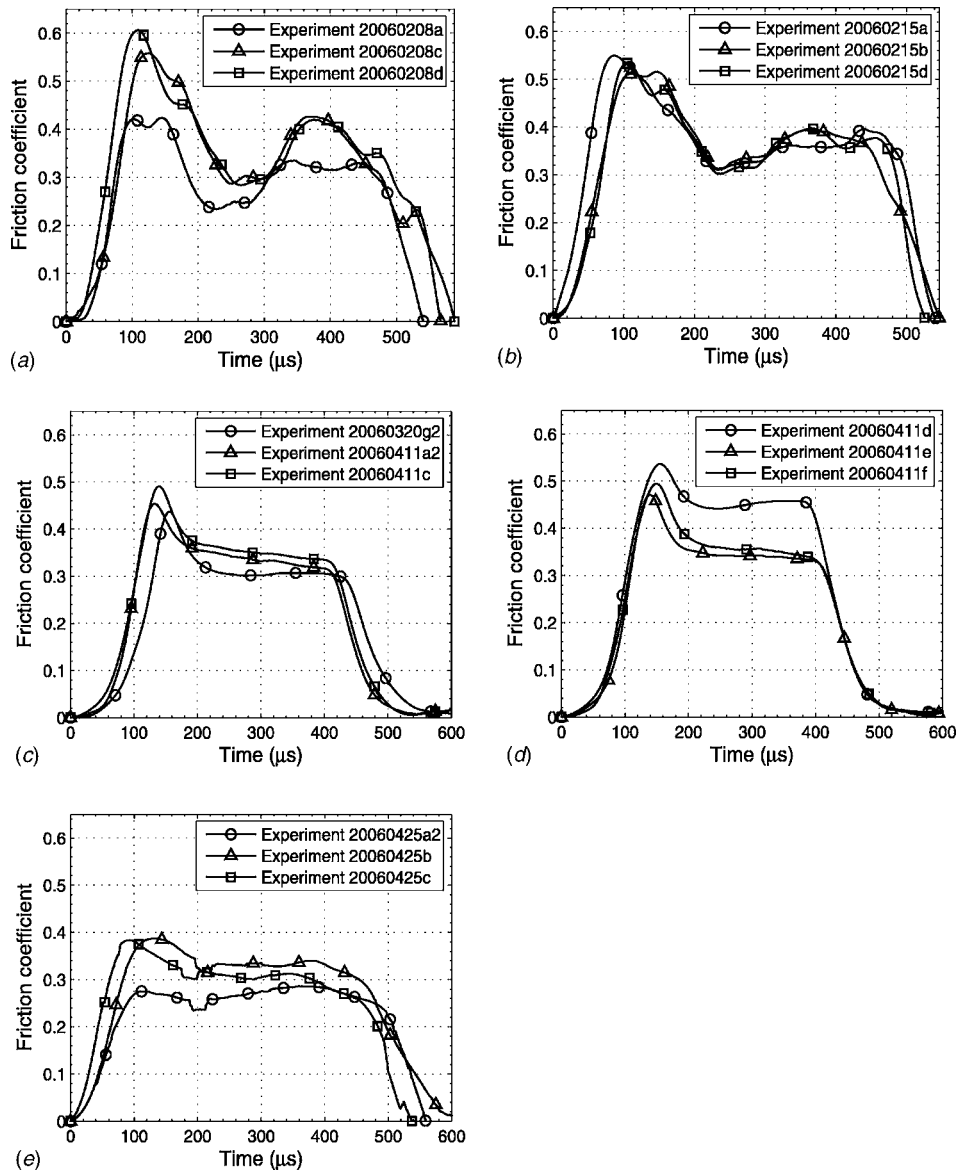 0.6
0.5
0.4
0.3
0.2
0.1
0
Friction coefficient
Experiment 20060208a
Experiment 20060208c
Experiment 20060208d
0 100 200 300 400 500
Time (μs)
(a)
0.6
0.5
0.4
0.3
0.2
0.1
0
Friction coefficient
Experiment 20060215a
Experiment 20060215b
Experiment 20060215d
0 100 200 300 400 500
Time (μs)
(b)
0.6
0.5
0.4
0.3
0.2
0.1
0
Friction coefficient
Experiment 20060320g2
Experiment 20060411a2
Experiment 20060411c
0 100 200 300 400 500 600
Time (μs)
(c)
0.6
0.5
0.4
0.3
0.2
0.1
0
Friction coefficient
Experiment 20060411d
Experiment 20060411e
Experiment 20060411f
0 100 200 300 400 500 600
Time (μs)
(d)
0.6
0.5
0.4
0.3
0.2
0.1
0
Friction coefficient
Experiment 20060425a2
Experiment 20060425b
Experiment 20060425c
0 100 200 300 400 500 600
Time (μs)
(e)